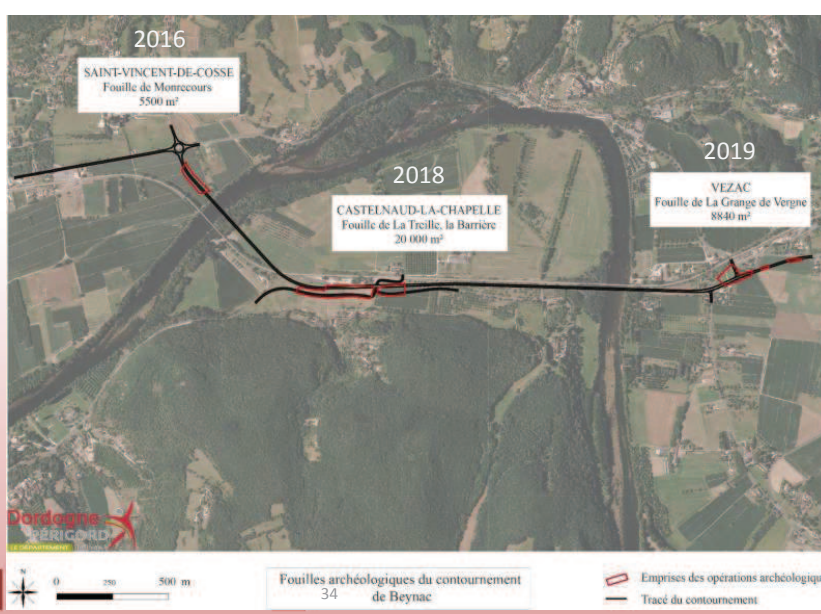 2016
SAINT-VINCENT-DE-COSSE
Fouille de Monrecours
5500 m²
2018
CASTELNAUD-LA-CHAPELLE
Fouille de La Treille, la Barrière
20 000 m²
2019
VEZAC
Fouille de La Grange de Vergne
8840 m²
Dordogne
PÉRIGORD
LE DÉPARTEMENT
N
0 250 500 m
Fouilles archéologiques du contournement
34
de Beynac
Emprises des opérations archéologiqu
Tracé du contournement